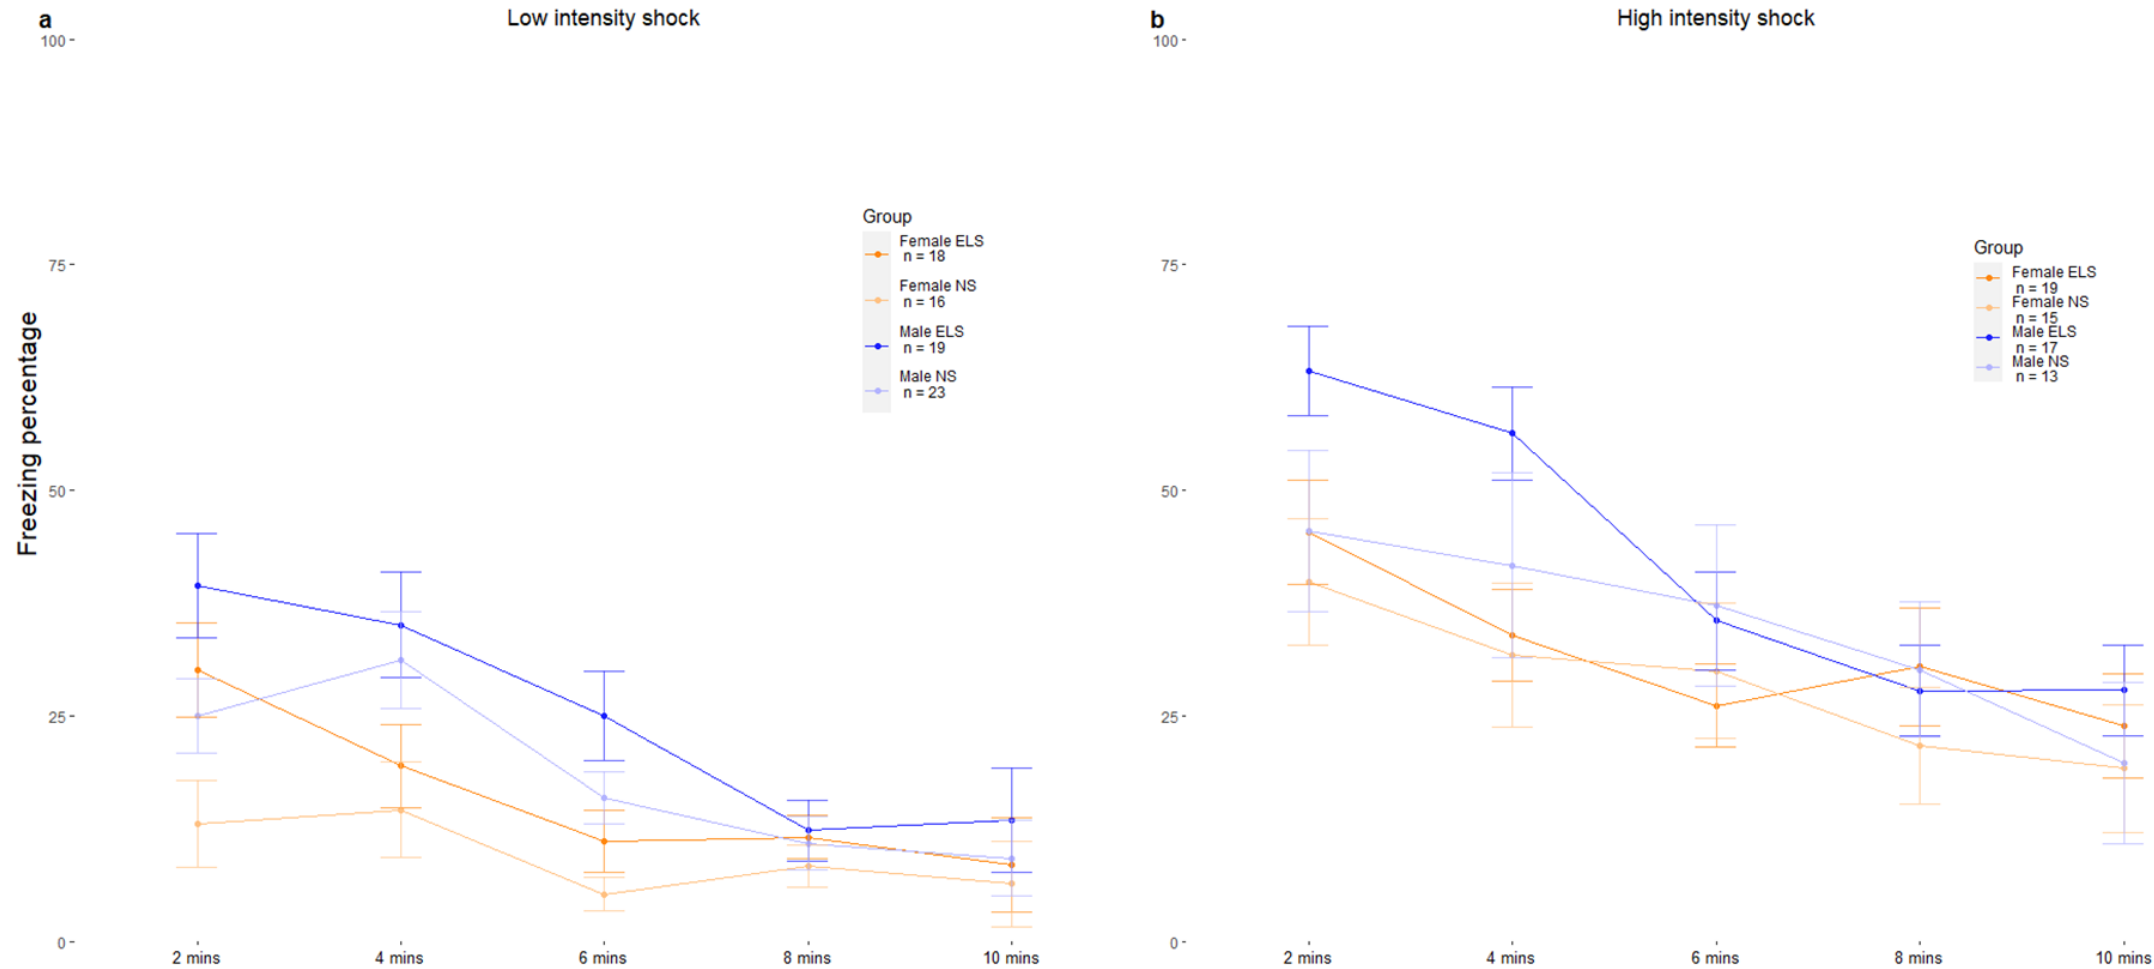 a
Low intensity shock
100
75
50
25
0
Freezing percentage
Group
Female ELS
n = 18
Female NS
n = 16
Male ELS
n = 19
Male NS
n = 23
2 mins
4 mins
6 mins
8 mins
10 mins
b
High intensity shock
100
75
50
25
0
Group
Female ELS
n = 19
Female NS
n = 15
Male ELS
n = 17
Male NS
n = 13
2 mins
4 mins
6 mins
8 mins
10 mins